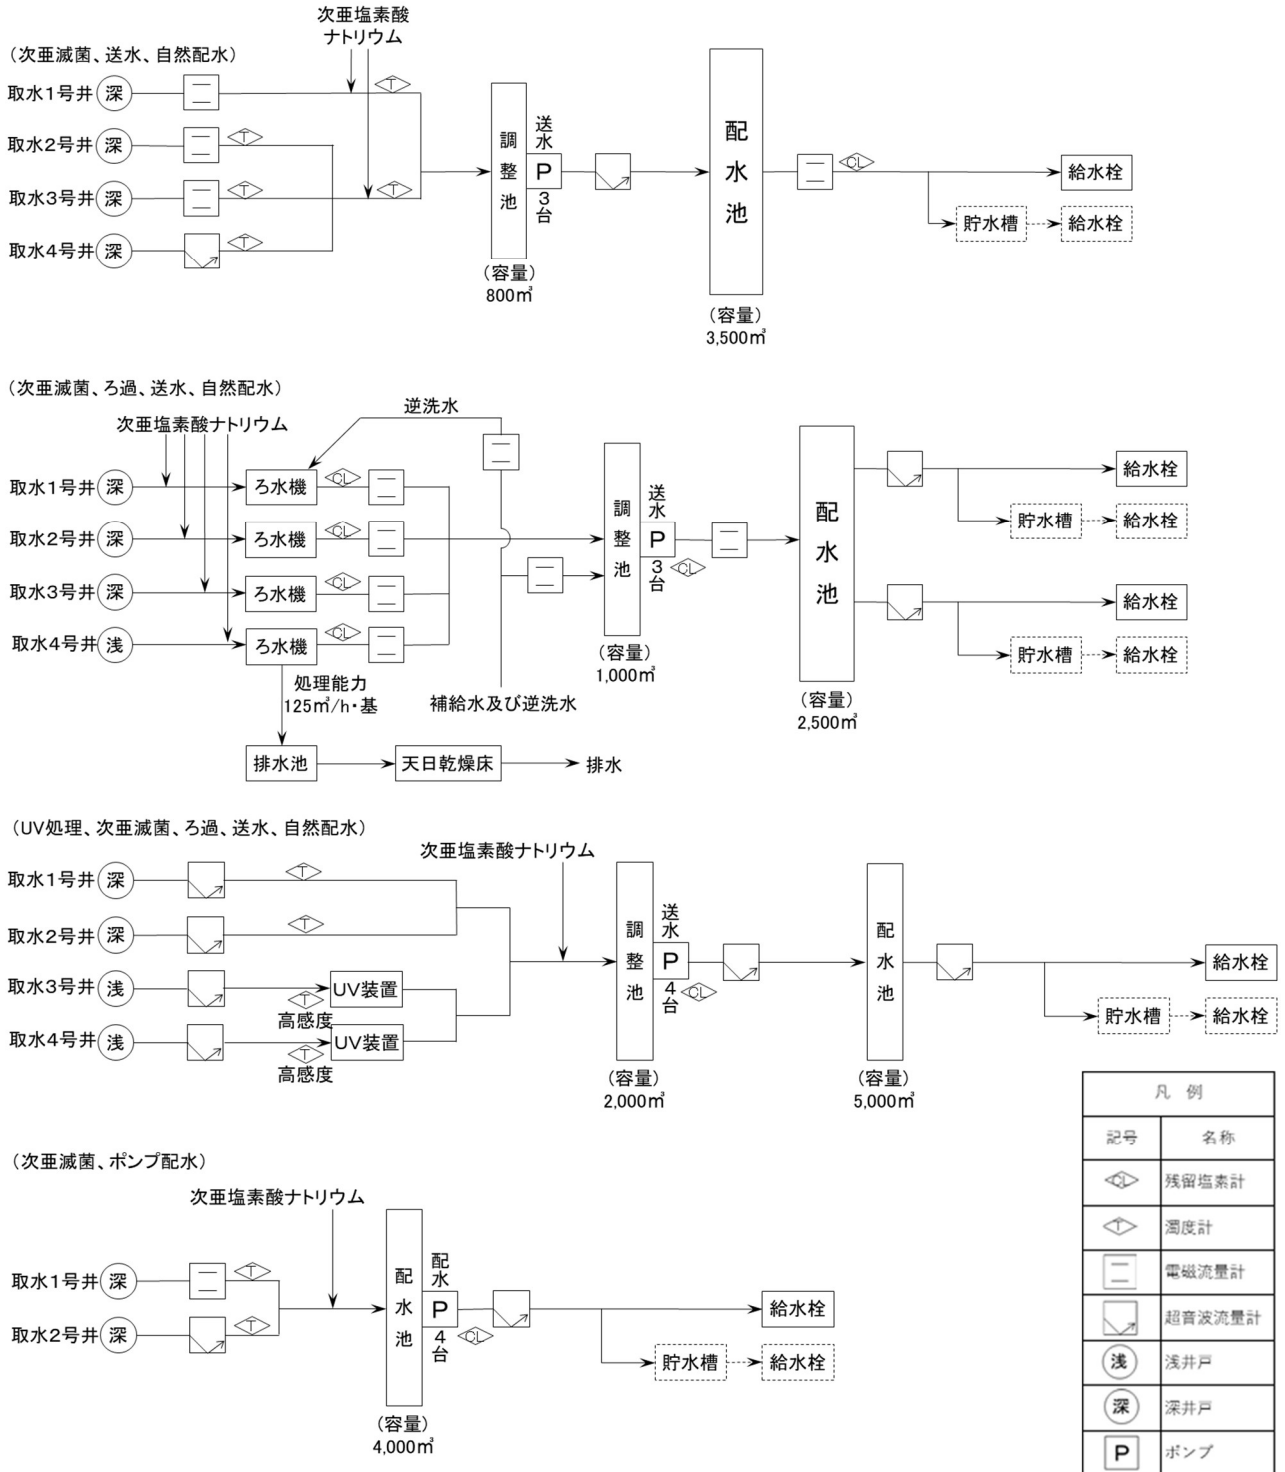 次亜塩素酸
ナトリウム
（次亜滅菌、送水、自然配水）
取水1号井 深
T
取水2号井 深
T
取水3号井 深
T
T
取水4号井 深
T
調整池
送水
P
3台
（容量）
800㎥
配水池
（容量）
3,500㎥
CL
給水栓
貯水槽
給水栓
（次亜滅菌、ろ過、送水、自然配水）
次亜塩素酸ナトリウム
逆洗水
取水1号井 深
ろ水機
CL
取水2号井 深
ろ水機
CL
取水3号井 深
ろ水機
CL
取水4号井 浅
ろ水機
CL
処理能力
125㎥/h・基
補給水及び逆洗水
排水池
天日乾燥床
排水
調整池
送水
P
3台
CL
（容量）
1,000㎥
配水池
（容量）
2,500㎥
給水栓
貯水槽
給水栓
給水栓
貯水槽
給水栓
（UV処理、次亜滅菌、ろ過、送水、自然配水）
次亜塩素酸ナトリウム
取水1号井 深
T
取水2号井 深
T
取水3号井 浅
T
高感度
UV装置
取水4号井 浅
T
高感度
UV装置
調整池
送水
P
4台
CL
（容量）
2,000㎥
配水池
（容量）
5,000㎥
給水栓
貯水槽
給水栓
（次亜滅菌、ポンプ配水）
次亜塩素酸ナトリウム
取水1号井 深
T
取水2号井 深
T
配水池
配水
P
4台
CL
（容量）
4,000㎥
給水栓
貯水槽
給水栓
凡 例
記号 名称
CL 残留塩素計
T 濁度計
電磁流量計
超音波流量計
浅 浅井戸
深 深井戸
P ポンプ